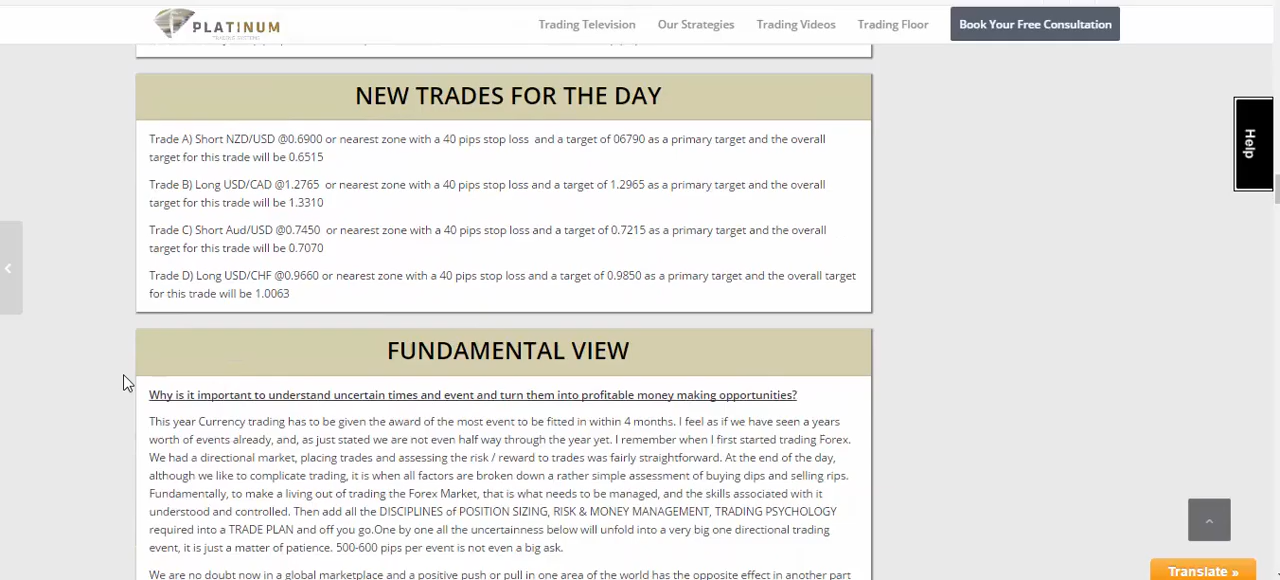 PLATINUM
Trading Television
Our Strategies
Trading Videos
Trading Floor
Book Your Free Consultation
NEW TRADES FOR THE DAY
Trade A) Short NZD/USD @0.6900 or nearest zone with a 40 pips stop loss and a target of 06790 as a primary target and the overall
target for this trade will be 0.6515
Trade B) Long USD/CAD @1.2765 or nearest zone with a 40 pips stop loss and a target of 1.2965 as a primary target and the overall
target for this trade will be 1.3310
Trade C) Short Aud/USD @0.7450 or nearest zone with a 40 pips stop loss and a target of 0.7215 as a primary target and the overall
target for this trade will be 0.7070
Trade D) Long USD/CHF @0.9660 or nearest zone with a 40 pips stop loss and a target of 0.9850 as a primary target and the overall target
for this trade will be 1.0063
Help
FUNDAMENTAL VIEW
Why is it important to understand uncertain times and event and turn them into profitable money making opportunities?
This year Currency trading has to be given the award of the most event to be fitted in within 4 months. I feel as if we have seen a years
worth of events already, and, as just stated we are not even half way through the year yet. I remember when I first started trading Forex.
We had a directional market, placing trades and assessing the risk / reward to trades was fairly straightforward. At the end of the day,
although we like to complicate trading, it is when all factors are broken down a rather simple assessment of buying dips and selling rips.
Fundamentally, to make a living out of trading the Forex Market, that is what needs to be managed, and the skills associated with it
understood and controlled. Then add all the DISCIPLINES of POSITION SIZING, RISK & MONEY MANAGEMENT, TRADING PSYCHOLOGY
required into a TRADE PLAN and off you go.One by one all the uncertainness below will unfold into a very big one directional trading
event, it is just a matter of patience. 500-600 pips per event is not even a big ask.
We are no doubt now in a global marketplace and a positive push or pull in one area of the world has the opposite effect in another part
Translate »